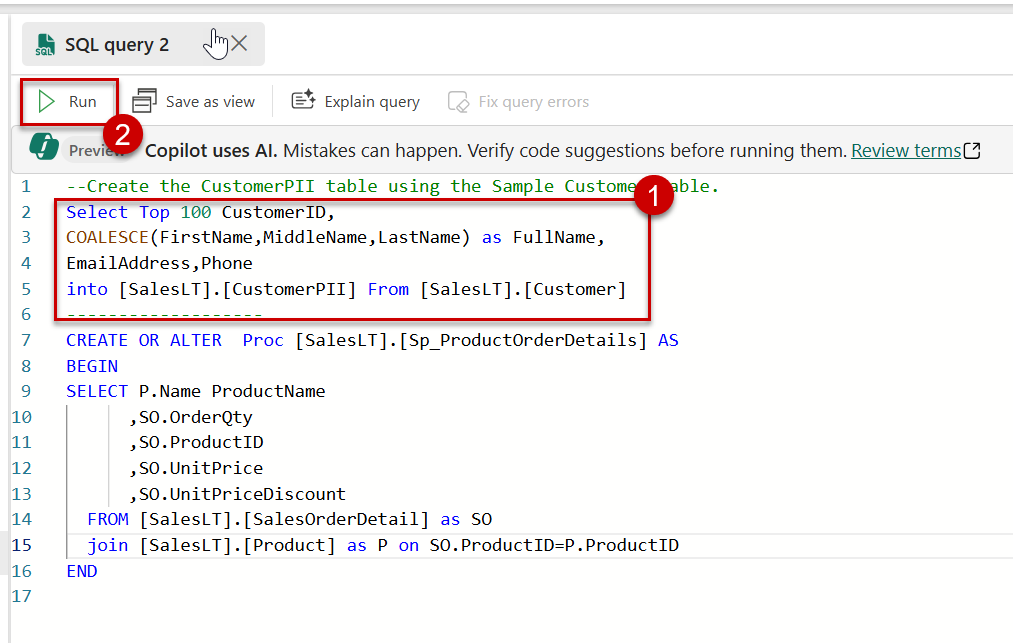 SQL query 2
Run
Save as view
Explain query
Fix query errors
2
Preview
Copilot uses AI. Mistakes can happen. Verify code suggestions before running them. Review terms
1
1 --Create the CustomerPII table using the Sample Customer Table.
2 Select Top 100 CustomerID,
3 COALESCE(FirstName,MiddleName,LastName) as FullName,
4 EmailAddress,Phone
5 into [SalesLT].[CustomerPII] From [SalesLT].[Customer]
6 -------------------
7 CREATE OR ALTER  Proc [SalesLT].[Sp_ProductOrderDetails] AS
8 BEGIN
9 SELECT P.Name ProductName
10 ,SO.OrderQty
11 ,SO.ProductID
12 ,SO.UnitPrice
13 ,SO.UnitPriceDiscount
14 FROM [SalesLT].[SalesOrderDetail] as SO
15 join [SalesLT].[Product] as P on SO.ProductID=P.ProductID
16 END
17